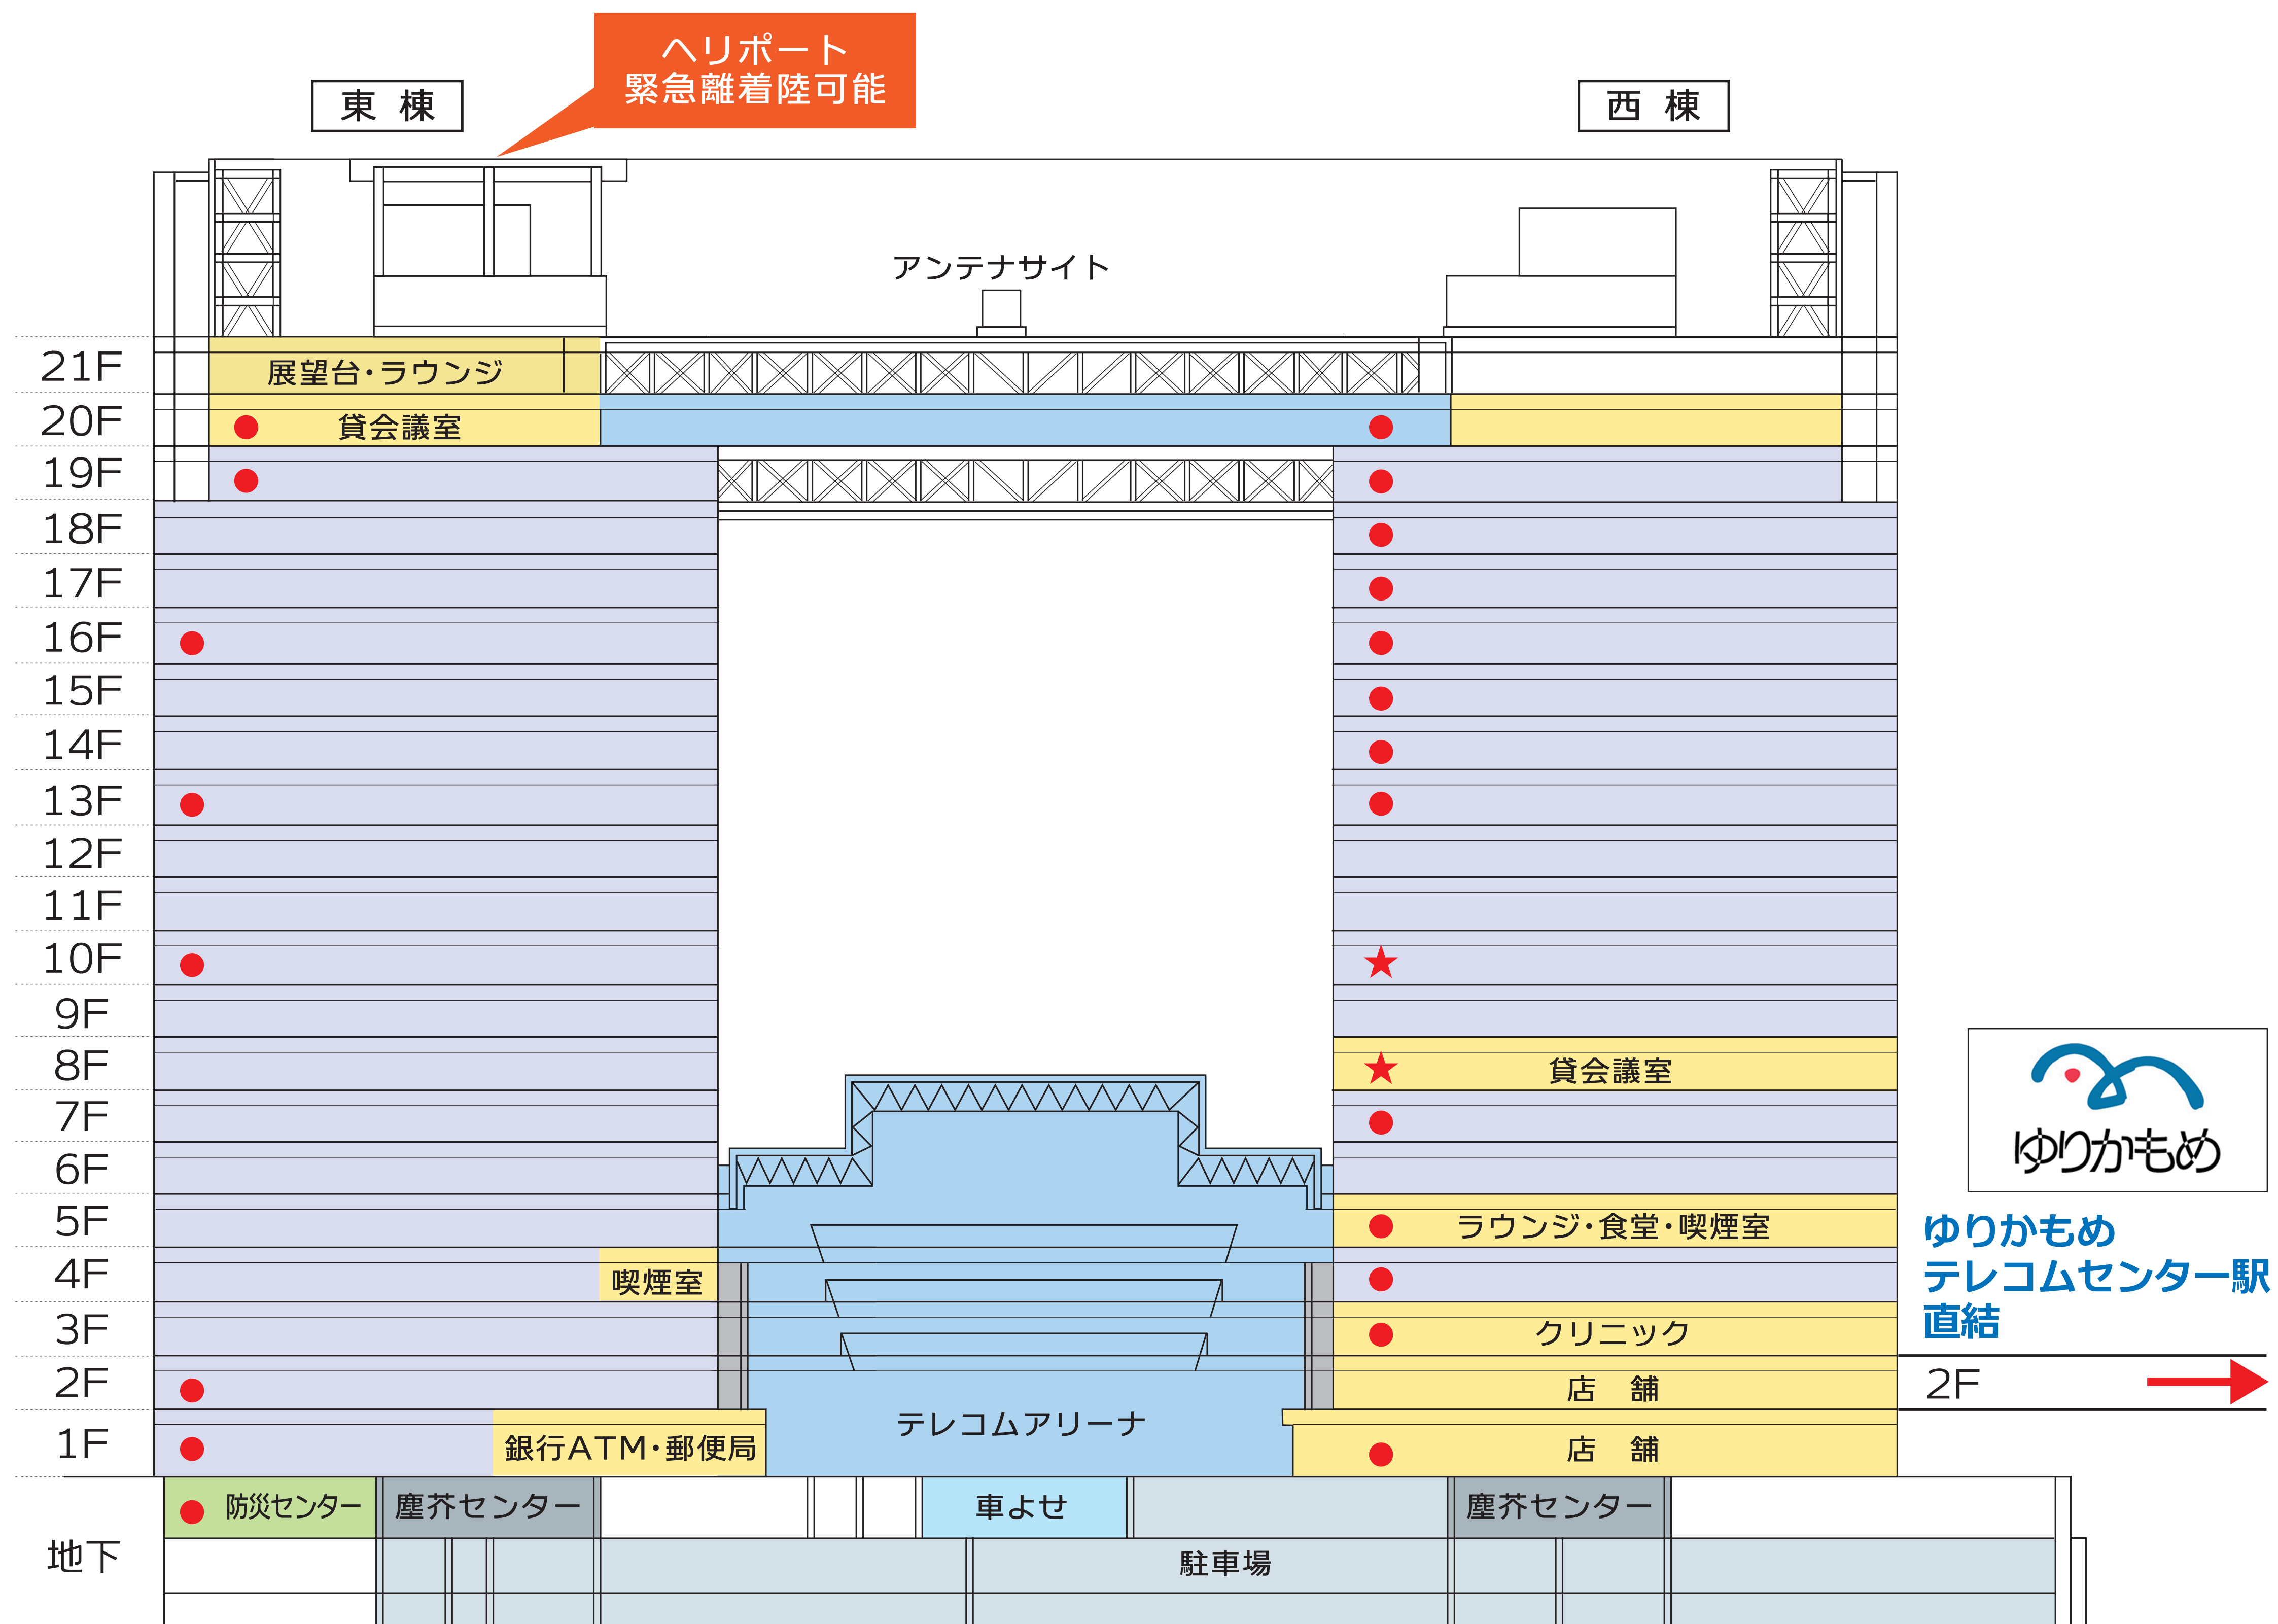 ヘリポート
緊急離着陸可能
東 棟
西 棟
アンテナサイト
21F
展望台・ラウンジ
20F
貸会議室
19F
18F
17F
16F
15F
14F
13F
12F
11F
10F
9F
8F
貸会議室
7F
6F
5F
ラウンジ・食堂・喫煙室
4F
喫煙室
3F
クリニック
2F
店 舗
1F
銀行ATM・郵便局
テレコムアリーナ
店 舗
ゆりかもめ
ゆりかもめ
テレコムセンター駅
直結
2F
地下
防災センター
塵芥センター
車よせ
塵芥センター
駐車場